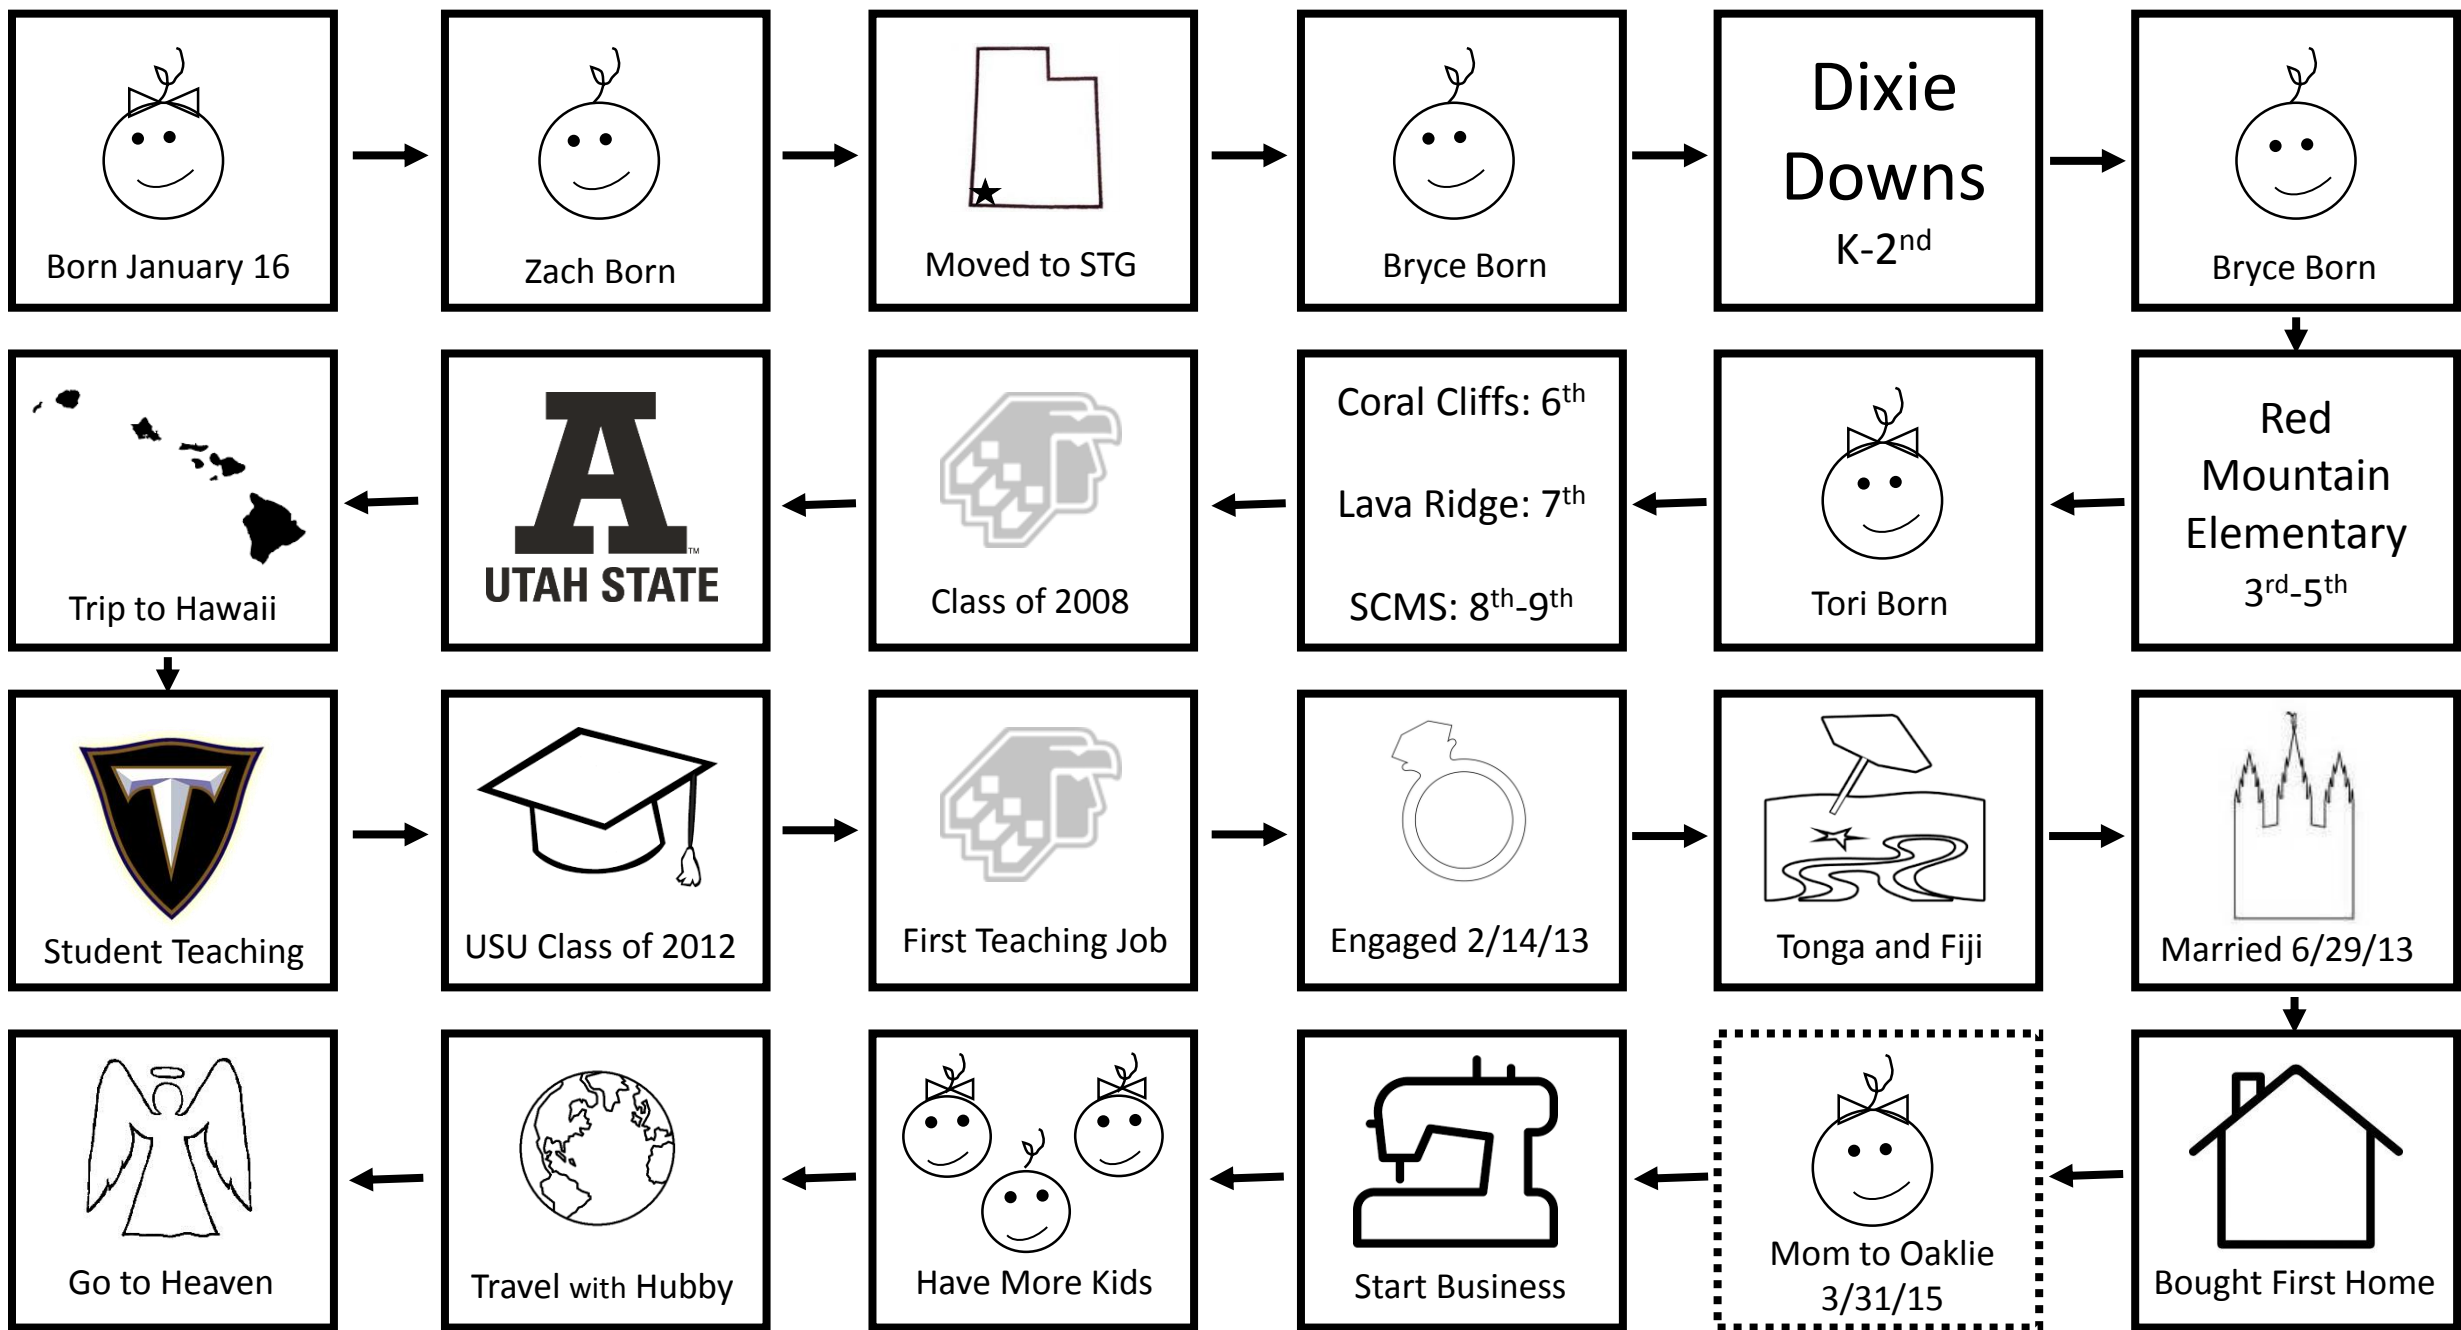 Born January 16
Zach Born
Moved to STG
Bryce Born
Dixie
Downs
K-2nd
Bryce Born
Red
Mountain
Elementary
3rd-5th
Tori Born
Coral Cliffs: 6th
Lava Ridge: 7th
SCMS: 8th-9th
Class of 2008
A
TM
UTAH STATE
Trip to Hawaii
T
Student Teaching
USU Class of 2012
First Teaching Job
Engaged 2/14/13
Tonga and Fiji
Married 6/29/13
Bought First Home
Mom to Oaklie
3/31/15
Start Business
Have More Kids
Travel with Hubby
Go to Heaven